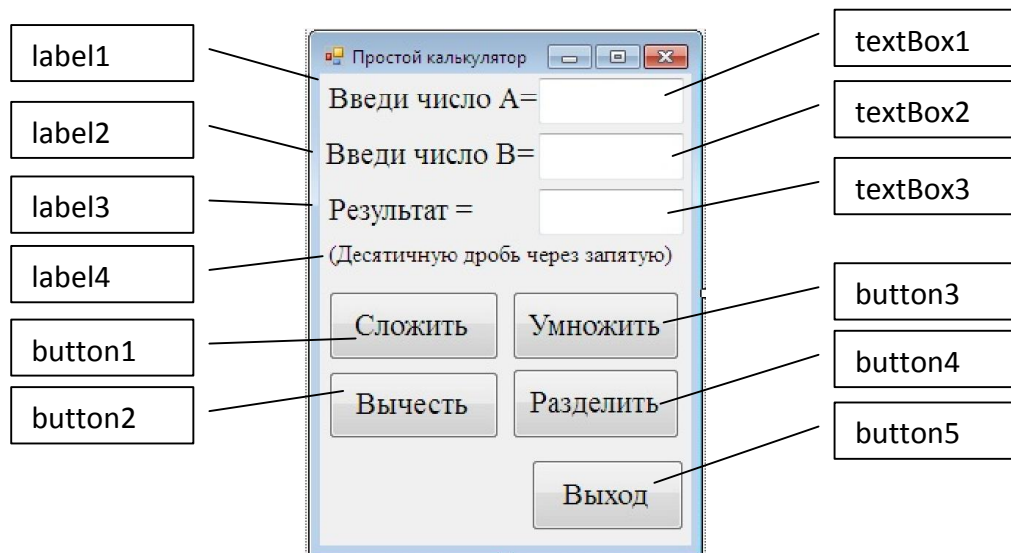 label1
label2
label3
label4
button1
button2
Простой калькулятор
Введи число A=
Введи число B=
Результат =
(Десятичную дробь через запятую)
Сложить
Умножить
Вычесть
Разделить
Выход
textBox1
textBox2
textBox3
button3
button4
button5